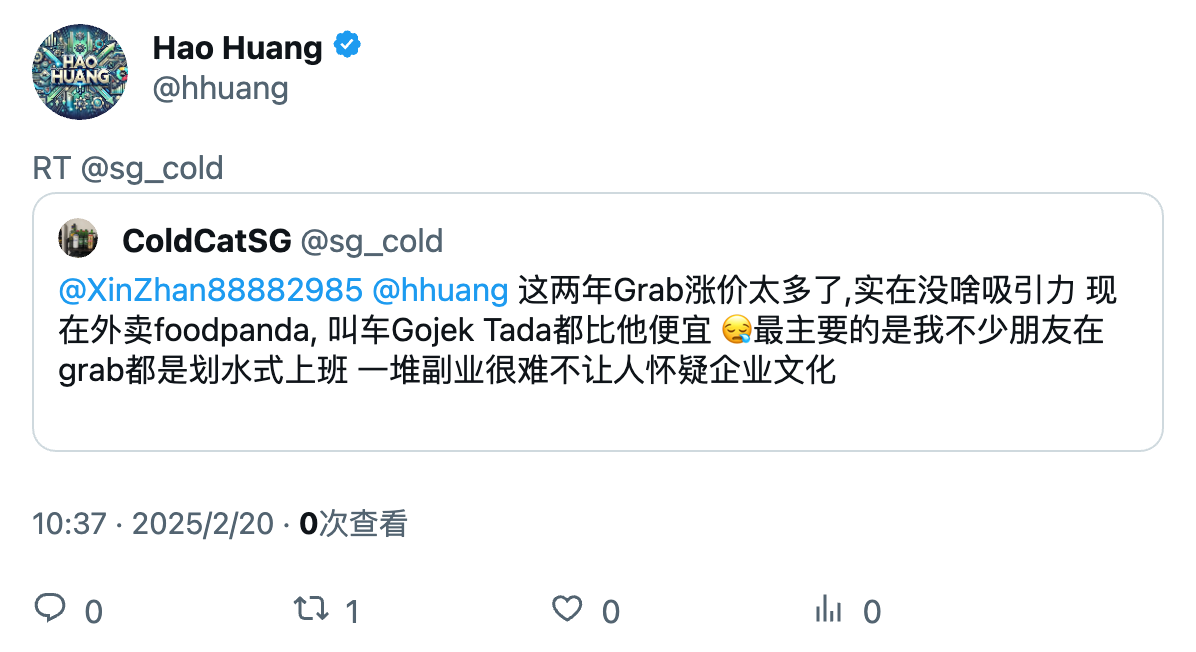 HAO
HUANG
Hao Huang
@hhuang
RT @sg_cold
ColdCatSG @sg_cold
@XinZhan88882985 @hhuang 这两年Grab涨价太多了,实在没啥吸引力 现
在外卖foodpanda, 叫车Gojek Tada都比他便宜 😪最主要的是我不少朋友在
grab都是划水式上班 一堆副业很难不让人怀疑企业文化
10:37 · 2025/2/20 · 0次查看
0 1 0 0